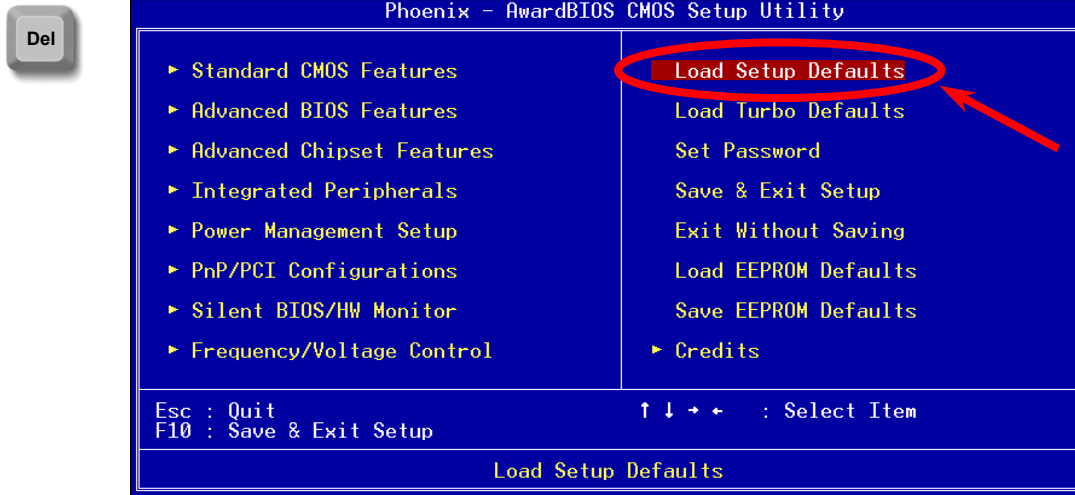 Del
Phoenix - AwardBIOS CMOS Setup Utility
► Standard CMOS Features
► Advanced BIOS Features
► Advanced Chipset Features
► Integrated Peripherals
► Power Management Setup
► PnP/PCI Configurations
► Silent BIOS/HW Monitor
► Frequency/Voltage Control
Load Setup Defaults
Load Turbo Defaults
Set Password
Save & Exit Setup
Exit Without Saving
Load EEPROM Defaults
Save EEPROM Defaults
► Credits
Esc : Quit
F10 : Save & Exit Setup
↑ ↓ → ← : Select Item
Load Setup Defaults